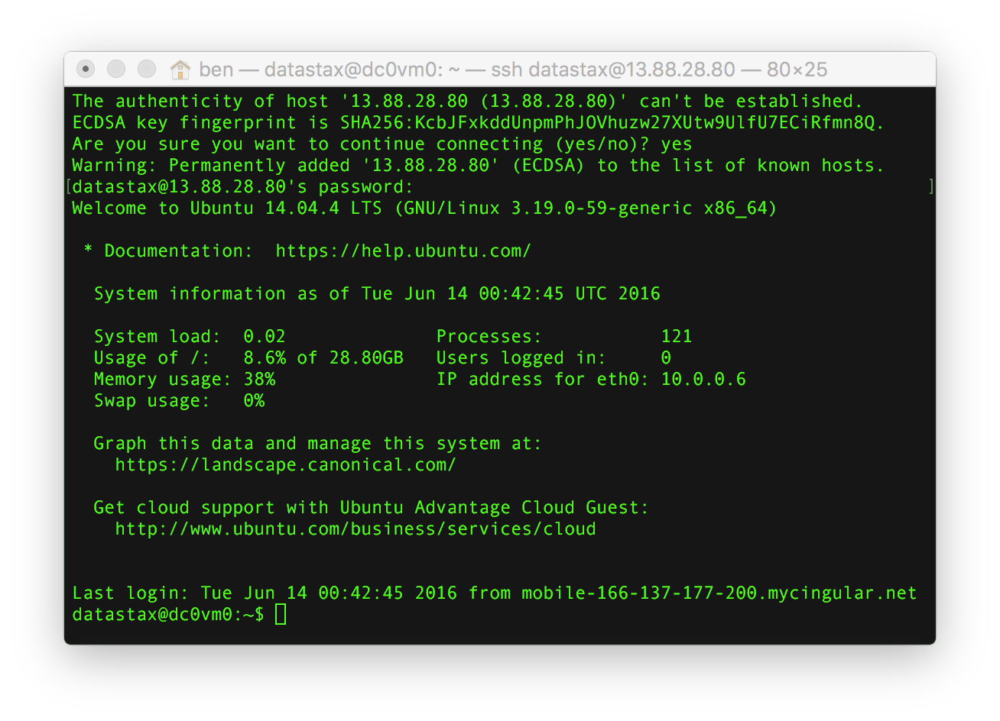 ben — datastax@dc0vm0: ~ — ssh datastax@13.88.28.80 — 80×25
The authenticity of host '13.88.28.80 (13.88.28.80)' can't be established.
ECDSA key fingerprint is SHA256:KcbJFxkddUnpmPhJOVhuzw27XUtw9UlfU7ECiRfmn8Q.
Are you sure you want to continue connecting (yes/no)? yes
Warning: Permanently added '13.88.28.80' (ECDSA) to the list of known hosts.
[datastax@13.88.28.80's password: ]
Welcome to Ubuntu 14.04.4 LTS (GNU/Linux 3.19.0-59-generic x86_64)
* Documentation:  https://help.ubuntu.com/
System information as of Tue Jun 14 00:42:45 UTC 2016
System load:  0.02              Processes:           121
Usage of /:   8.6% of 28.80GB   Users logged in:     0
Memory usage: 38%               IP address for eth0: 10.0.0.6
Swap usage:   0%
Graph this data and manage this system at:
https://landscape.canonical.com/
Get cloud support with Ubuntu Advantage Cloud Guest:
http://www.ubuntu.com/business/services/cloud
Last login: Tue Jun 14 00:42:45 2016 from mobile-166-137-177-200.mycingular.net
datastax@dc0vm0:~$